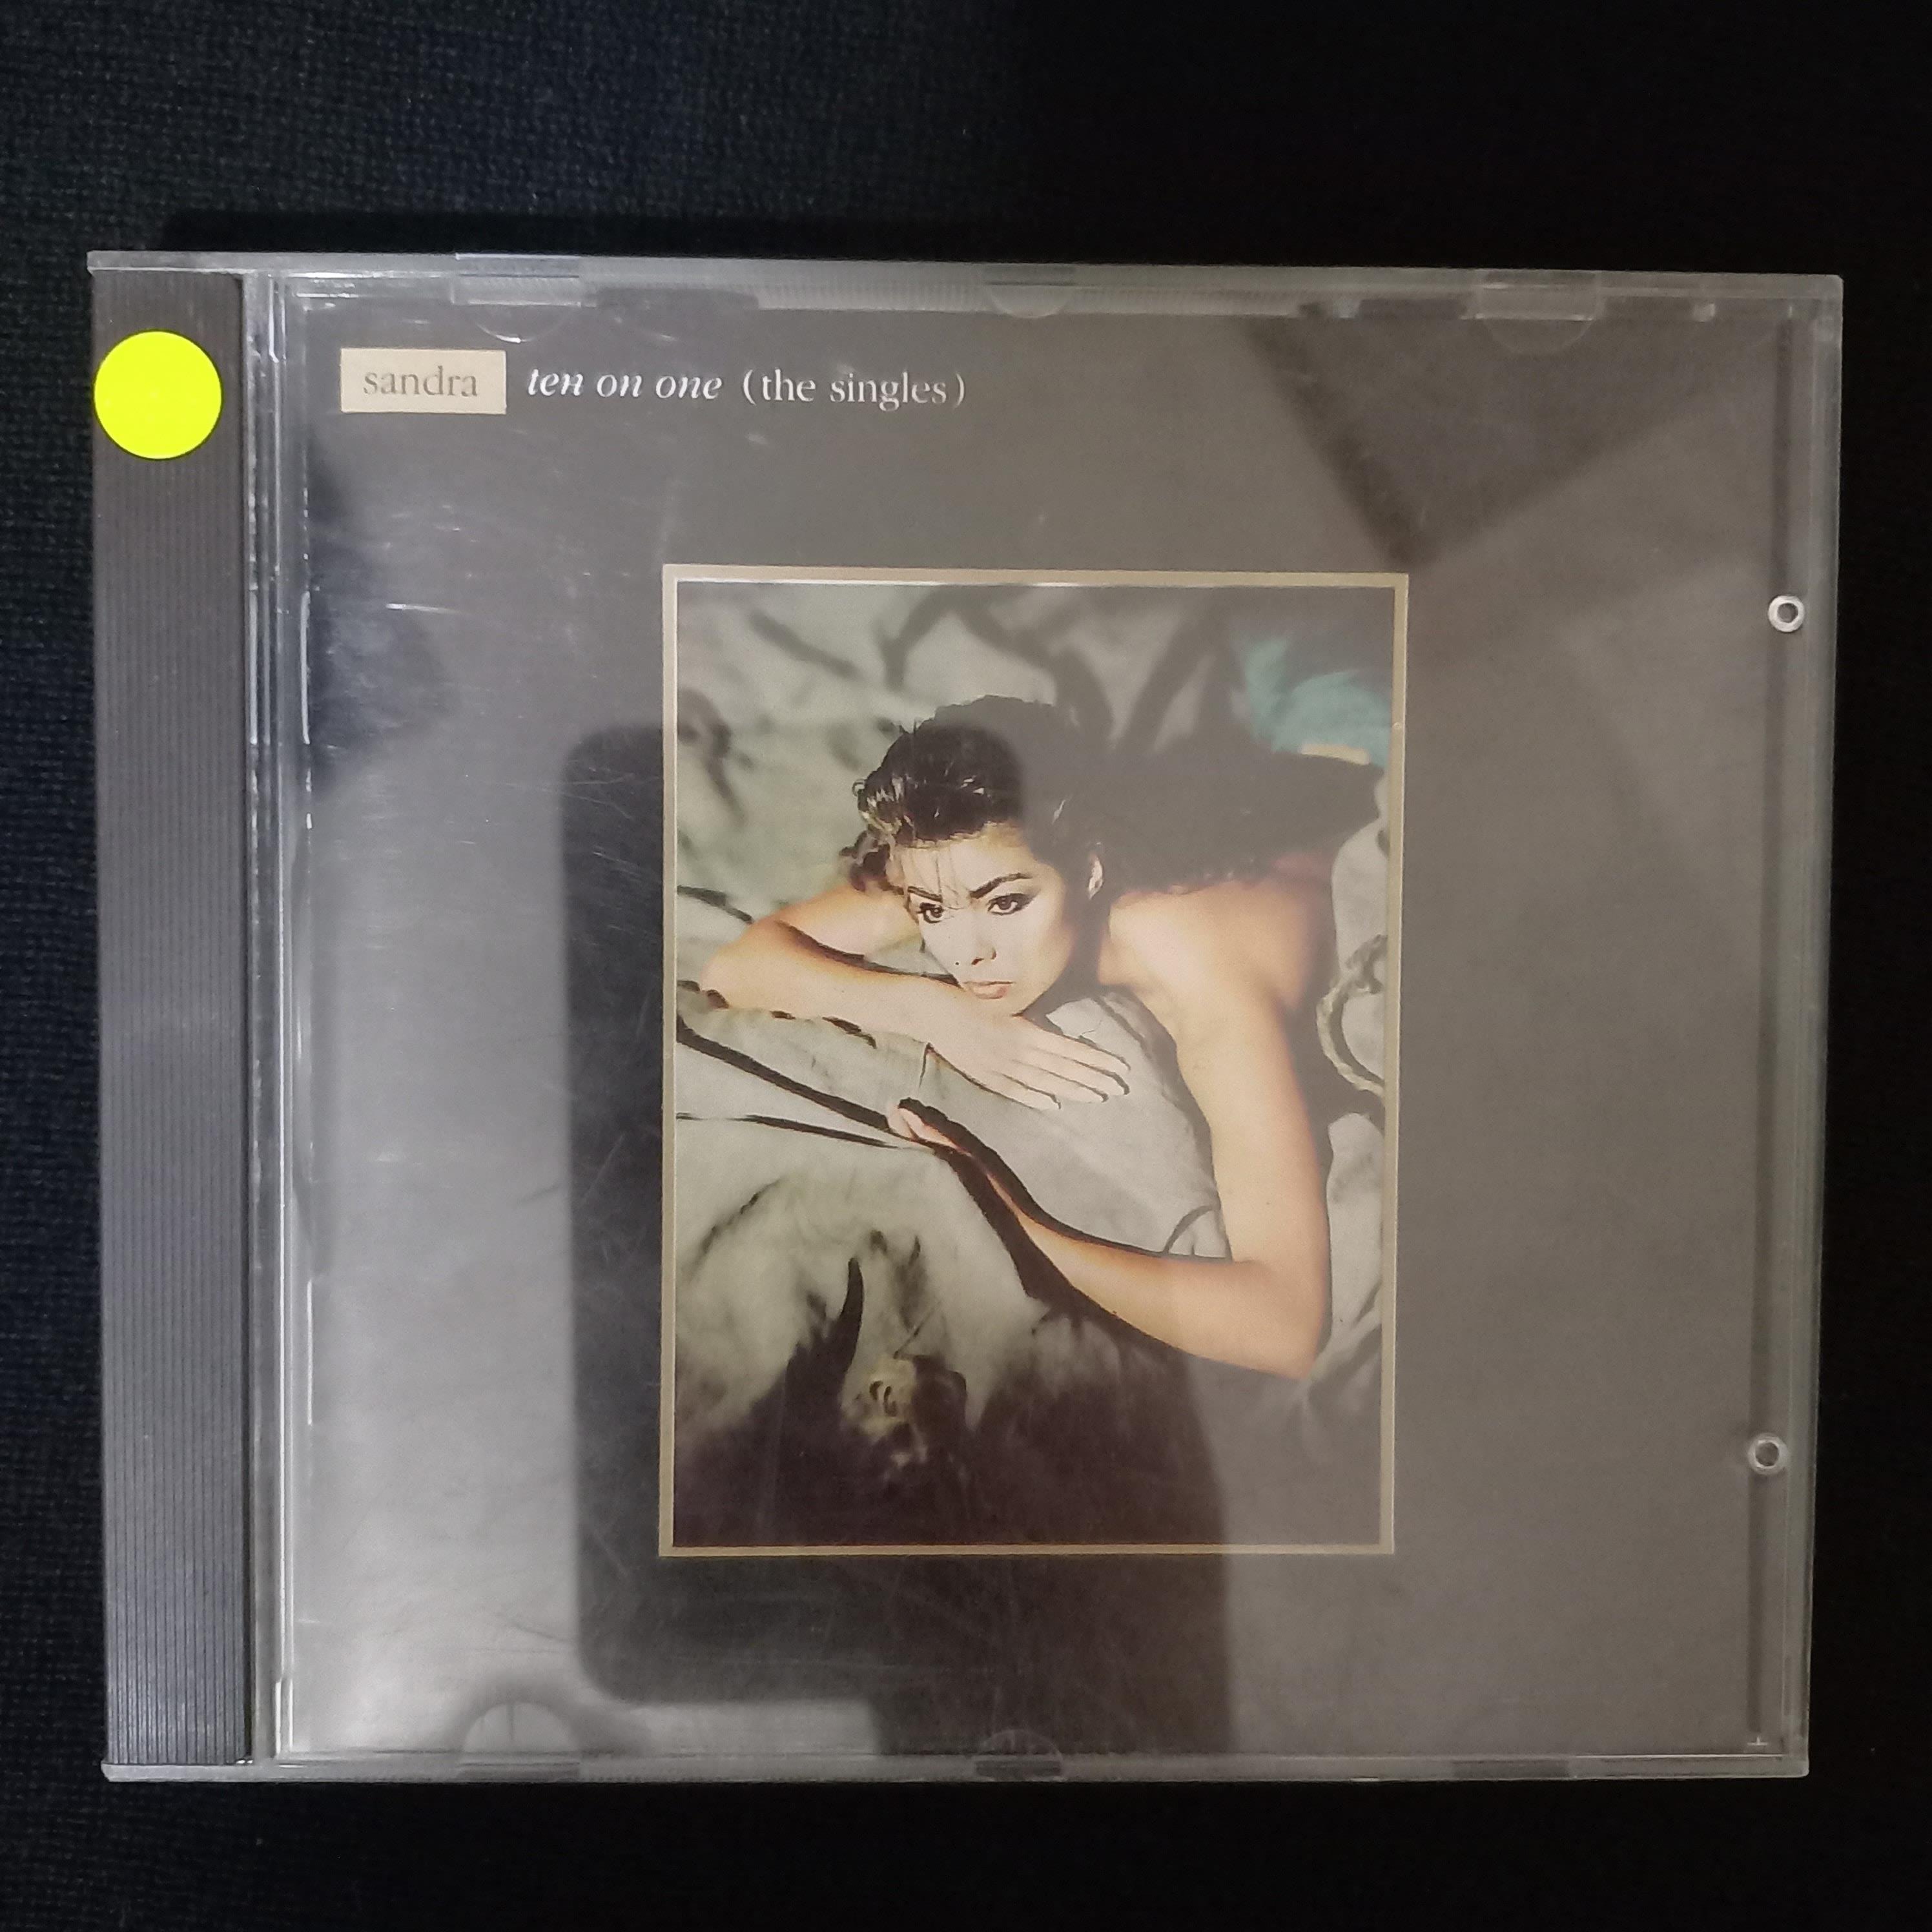 sandra ten on one (the singles)